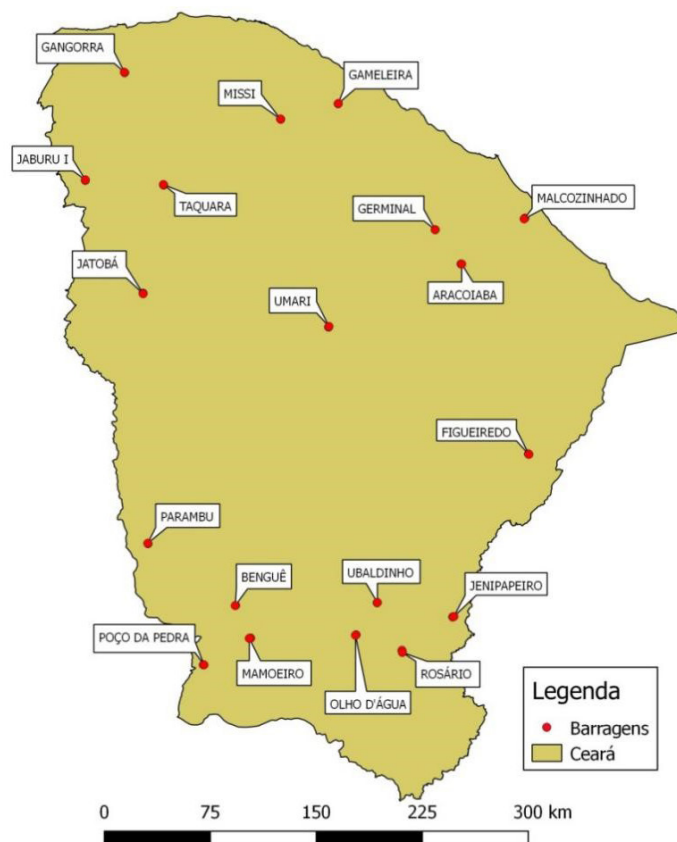 GANGORRA
GAMELEIRA
MISSI
JABURU I
TAQUARA
MALCOZINHADO
GERMINAL
JATOBÁ
ARACOIABA
UMARI
FIGUEIREDO
PARAMBU
BENGUÊ
UBALDINHO
JENIPAPEIRO
POÇO DA PEDRA
MAMOEIRO
ROSÁRIO
OLHO D'ÁGUA
Legenda
Barragens
Ceará
0 75 150 225 300 km